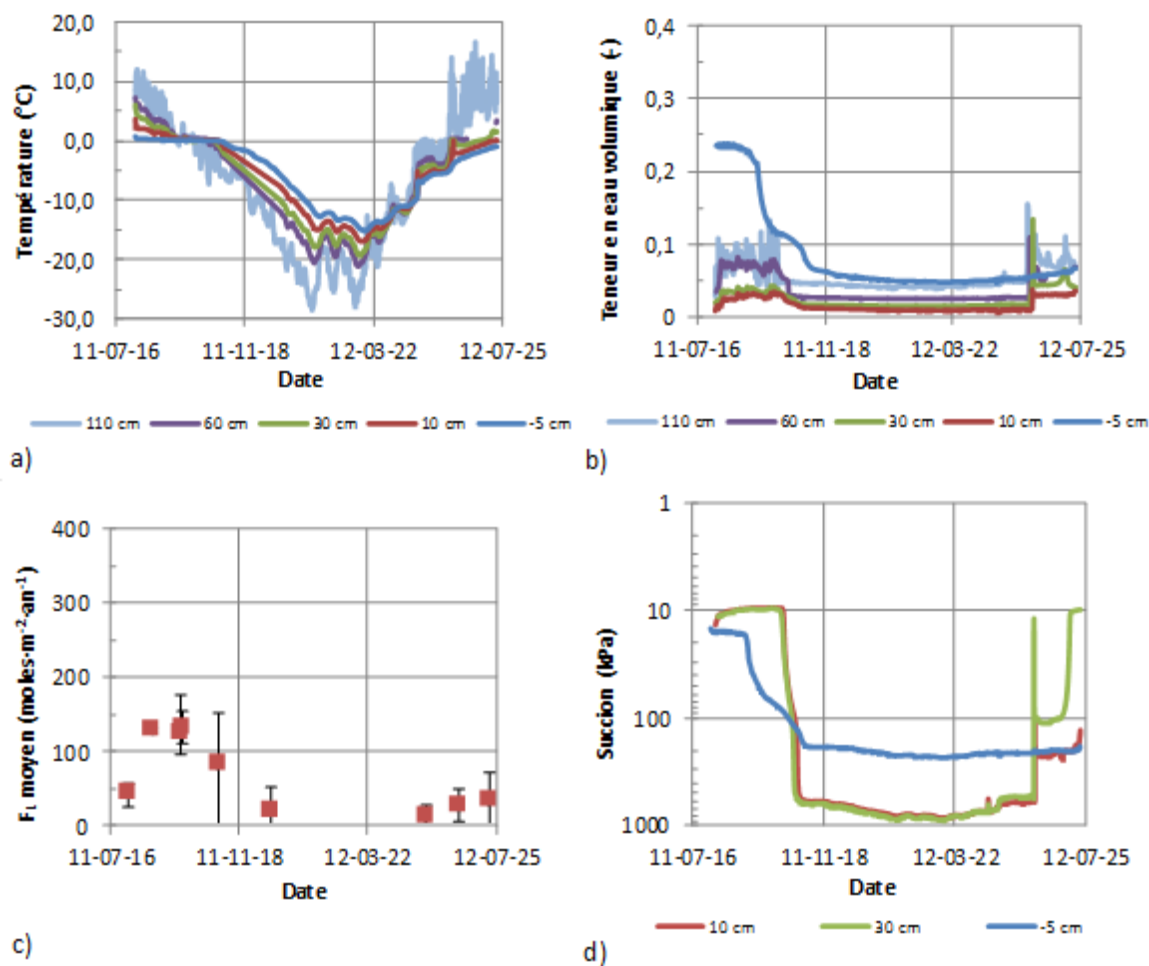 20,0
10,0
0,0
-10,0
-20,0
-30,0
Température (°C)
11-07-16 11-11-18 12-03-22 12-07-25
Date
110 cm 60 cm 30 cm 10 cm -5 cm
a)
0,4
0,3
0,2
0,1
0
Teneur en eau volumique (-)
11-07-16 11-11-18 12-03-22 12-07-25
Date
110 cm 60 cm 30 cm 10 cm -5 cm
b)
400
300
200
100
0
FL moyen (moles·m-2·an-1)
11-07-16 11-11-18 12-03-22 12-07-25
Date
c)
1
10
100
1000
Succion (kPa)
11-07-16 11-11-18 12-03-22 12-07-25
Date
10 cm 30 cm -5 cm
d)